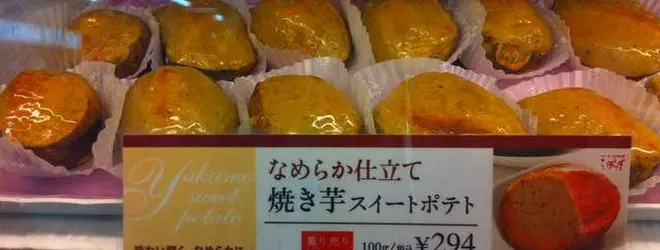 Yakiimo
sweet
potato
なめらか仕立て
焼き芋 スイートポテト
量り売り 100g/税込 ¥294